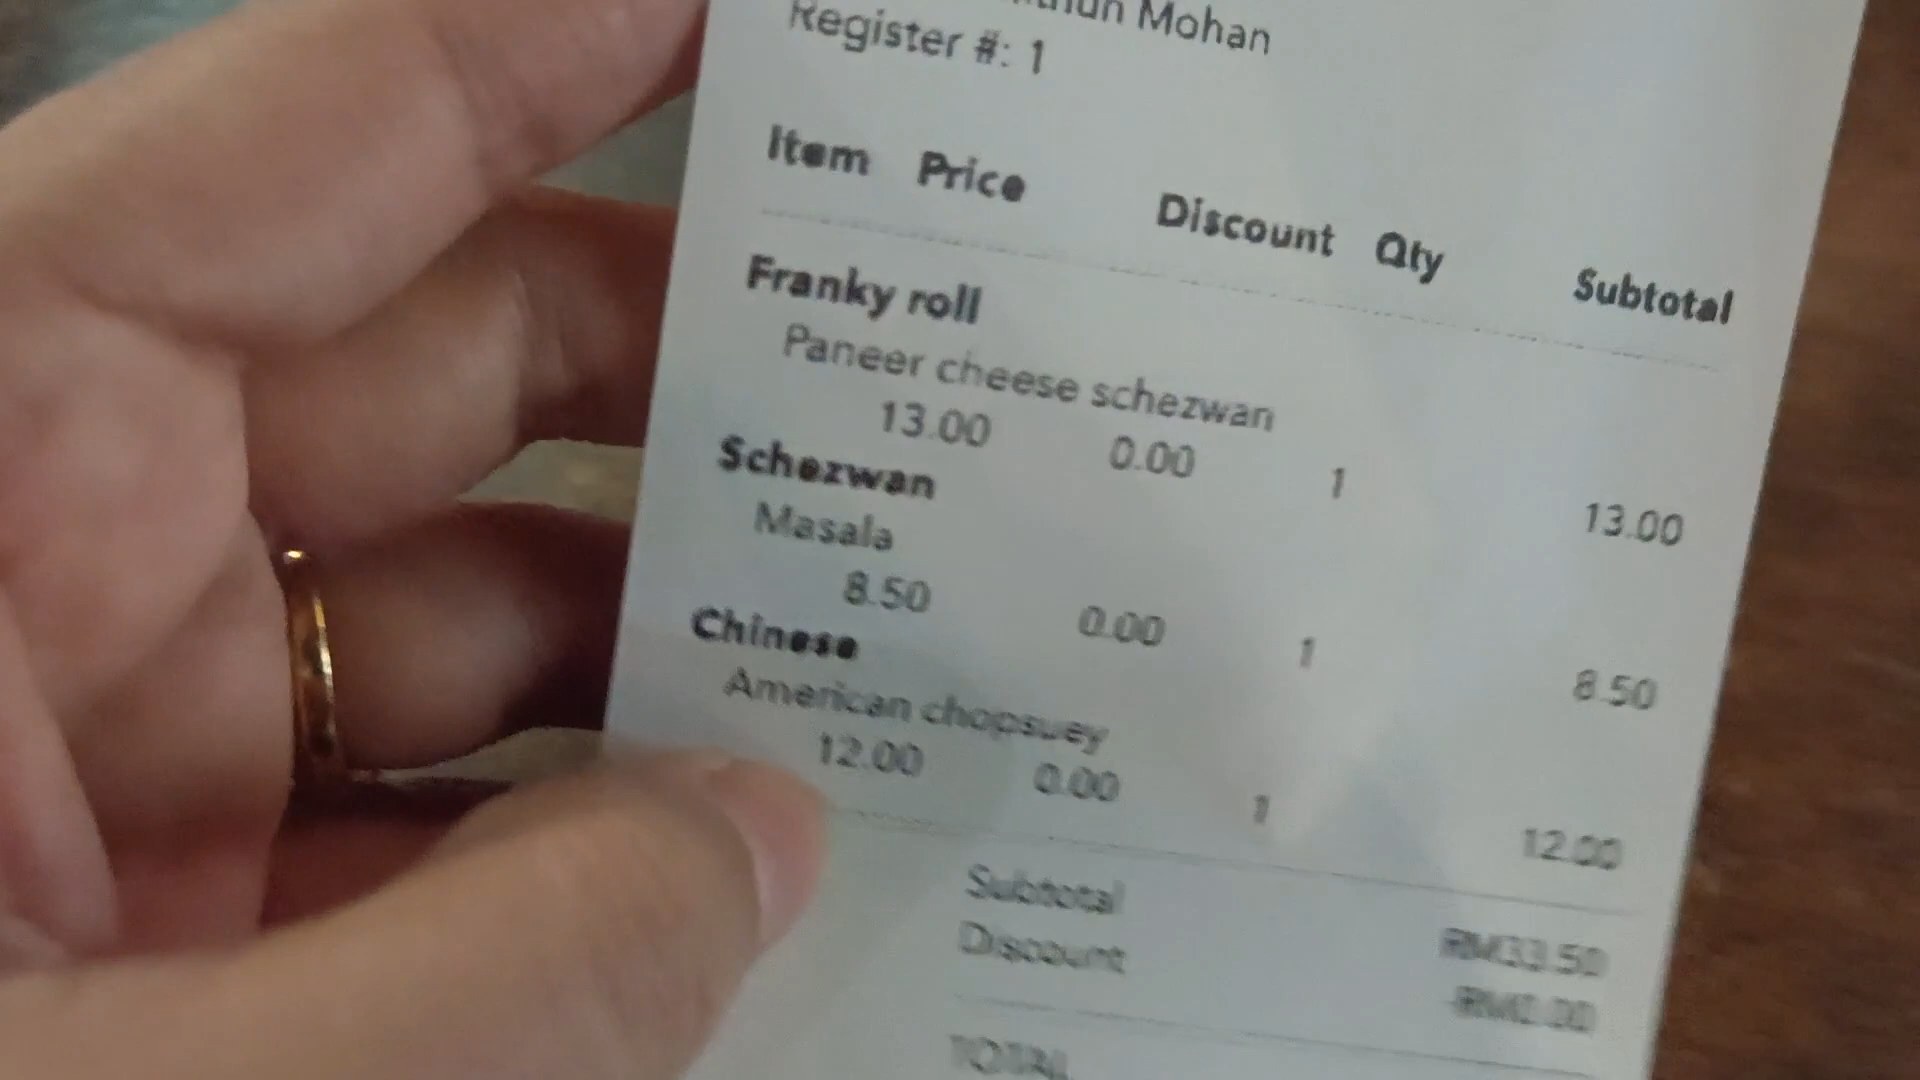 Mohan
Register #: 1
Item Price Discount Qty Subtotal
Franky roll
Paneer cheese schezwan
13.00 0.00 1 13.00
Schezwan
Masala
8.50 0.00 1 8.50
Chinese
American chopsuey
12.00 0.00 1 12.00
Subtotal RM33.50
Discount -RM0.00
TOTAL